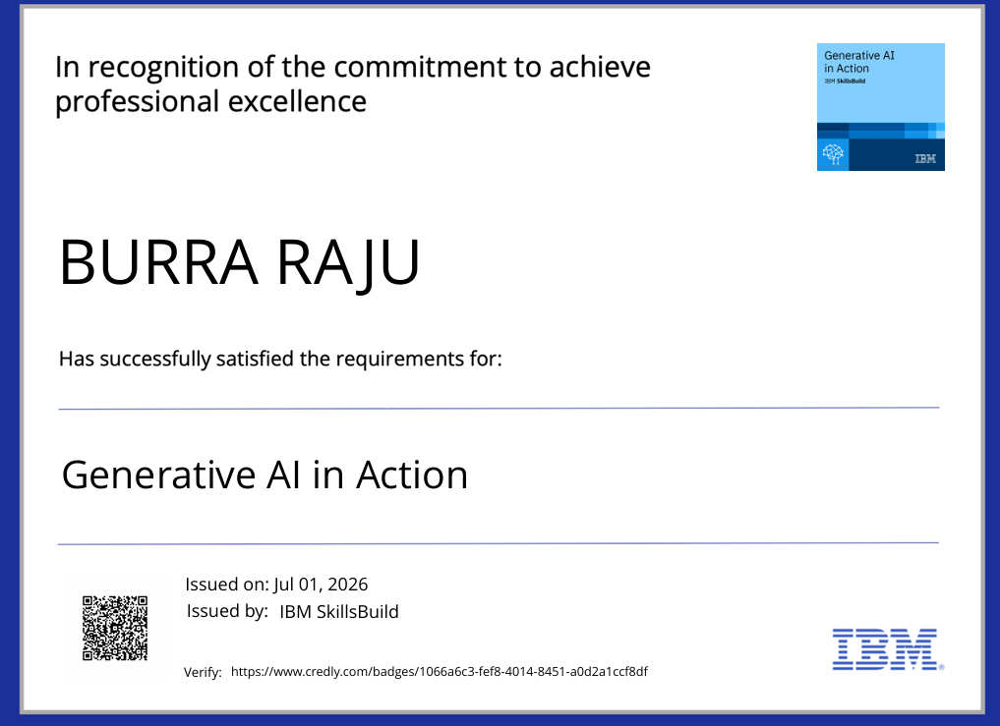 In recognition of the commitment to achieve
professional excellence
Generative AI
in Action
IBM SkillsBuild
IBM
BURRA RAJU
Has successfully satisfied the requirements for:
Generative AI in Action
Issued on: Jul 01, 2026
Issued by: IBM SkillsBuild
Verify: https://www.credly.com/badges/1066a6c3-fef8-4014-8451-a0d2a1ccf8df
IBM®